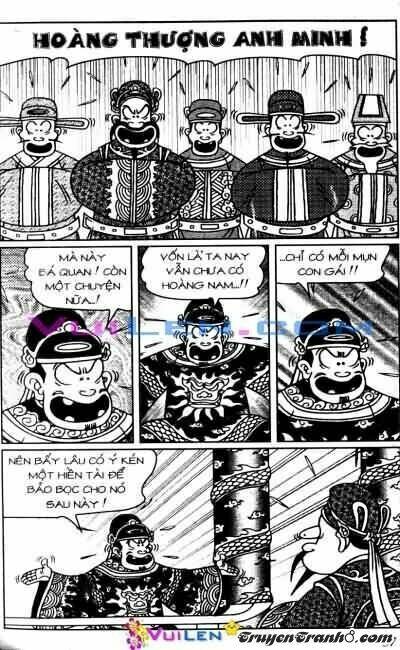 HOÀNG THƯỢNG ANH MINH !
MÀ NÀY
BÁ QUAN ! CÒN
MỘT CHUYỆN
NỮA..!
VỐN LÀ TA NAY
VẪN CHƯA CÓ
HOÀNG NAM...!!
...CHỈ CÓ MỖI MỤN
CON GÁI !!
VuiLen.com
NÊN BẤY LÂU CÓ Ý KÉN
MỘT HIỀN TÀI ĐỂ
BẢO BỌC CHO NÓ
SAU NÀY !
VUILEN
TruyenTranh8.com